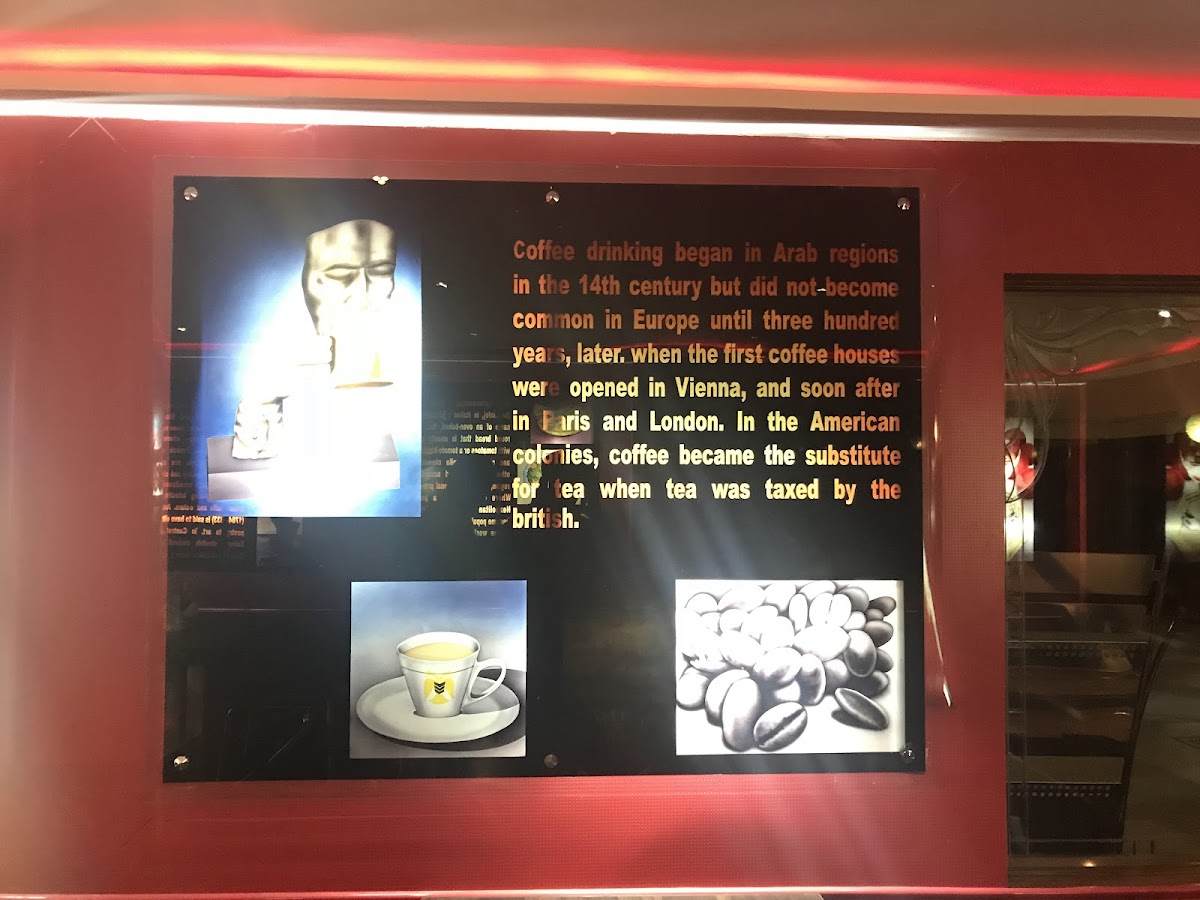 Coffee drinking began in Arab regions
in the 14th century but did not become
common in Europe until three hundred
years, later. when the first coffee houses
were opened in Vienna, and soon after
in Paris and London. In the American
colonies, coffee became the substitute
for tea when tea was taxed by the
british.